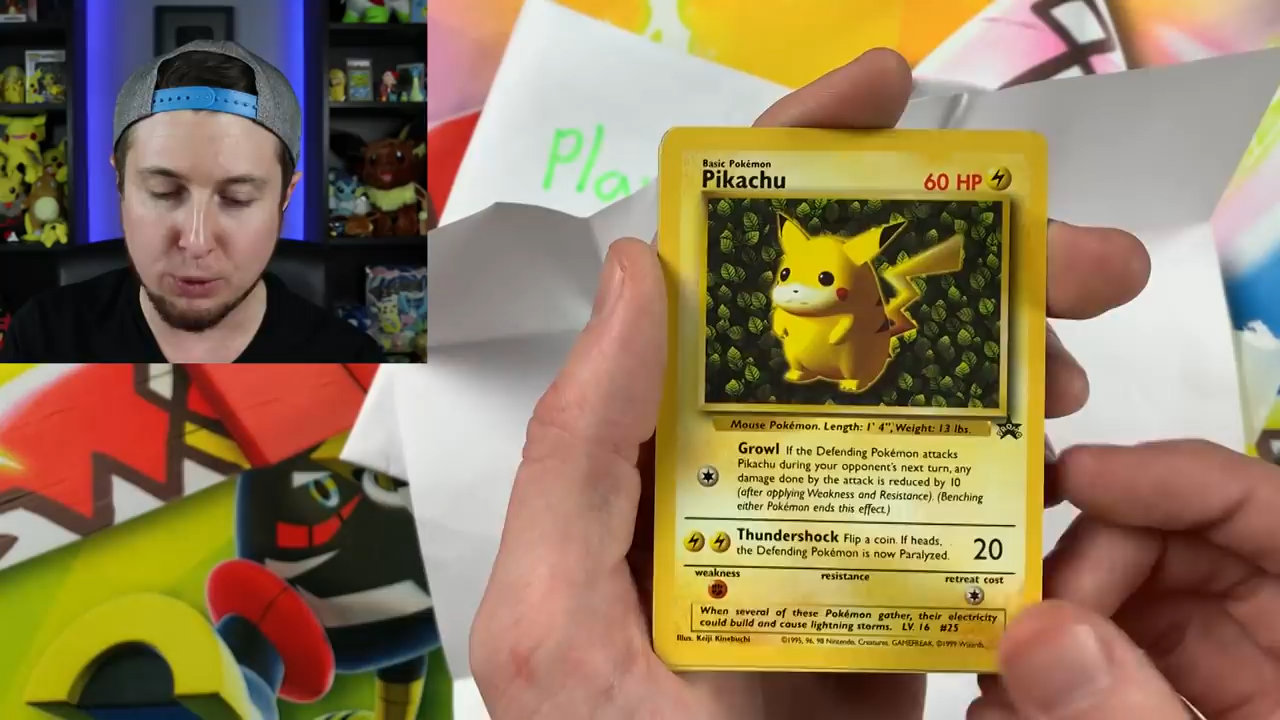 Pla
Basic Pokémon
Pikachu 60 HP
Mouse Pokémon. Length: 1' 4", Weight: 13 lbs.
PROMO
Growl If the Defending Pokémon attacks
Pikachu during your opponent's next turn, any
damage done by the attack is reduced by 10
(after applying Weakness and Resistance). (Benching
either Pokémon ends this effect.)
Thundershock Flip a coin. If heads,
the Defending Pokémon is now Paralyzed. 20
weakness resistance retreat cost
When several of these Pokémon gather, their electricity
could build and cause lightning storms. LV. 16 #25
Illus. Keiji Kinebuchi ©1995, 96, 98 Nintendo, Creatures, GAMEFREAK. ©1999 Wizards.